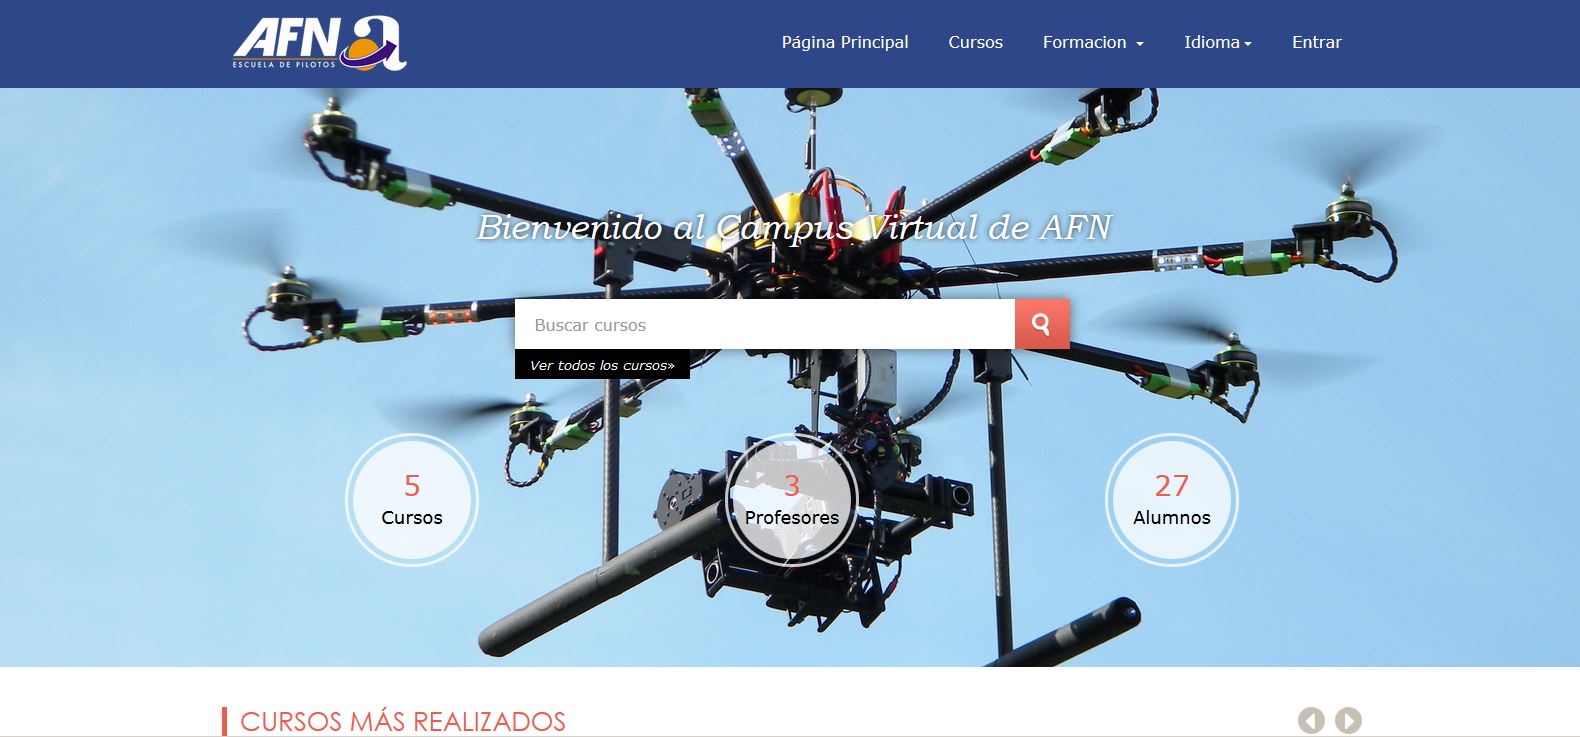 AFN a
ESCUELA DE PILOTOS
Página Principal
Cursos
Formacion
Idioma
Entrar
Bienvenido al Campus Virtual de AFN
Buscar cursos
Ver todos los cursos»
5
Cursos
3
Profesores
27
Alumnos
CURSOS MÁS REALIZADOS